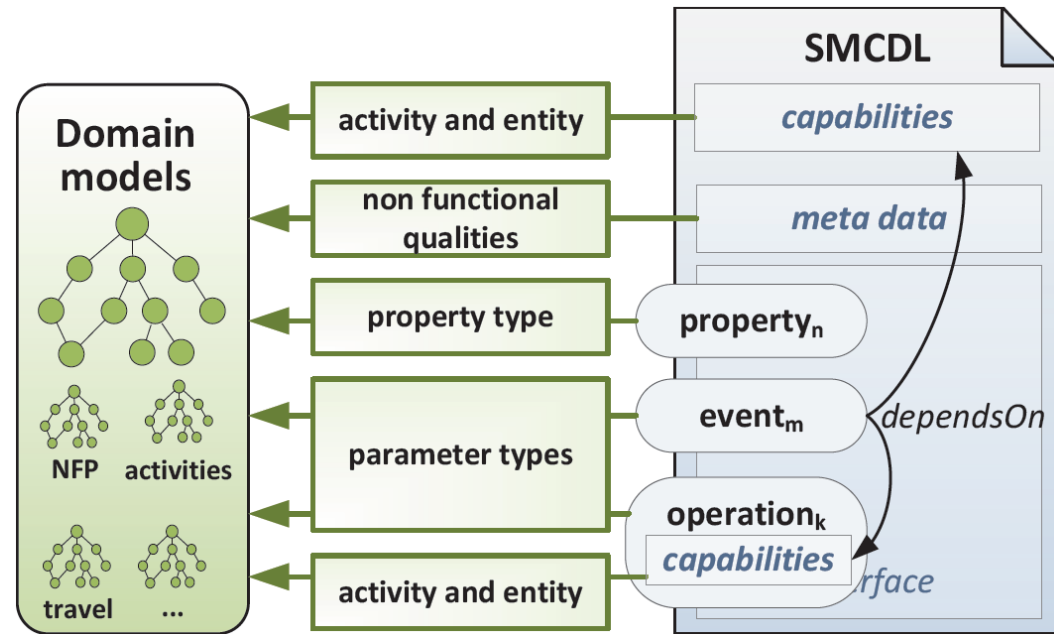 SMCDL
Domain
models
activity and entity
capabilities
non functional
qualities
meta data
property type
propertyn
parameter types
eventm
dependsOn
operationk
capabilities
activity and entity
NFP
activities
travel
...